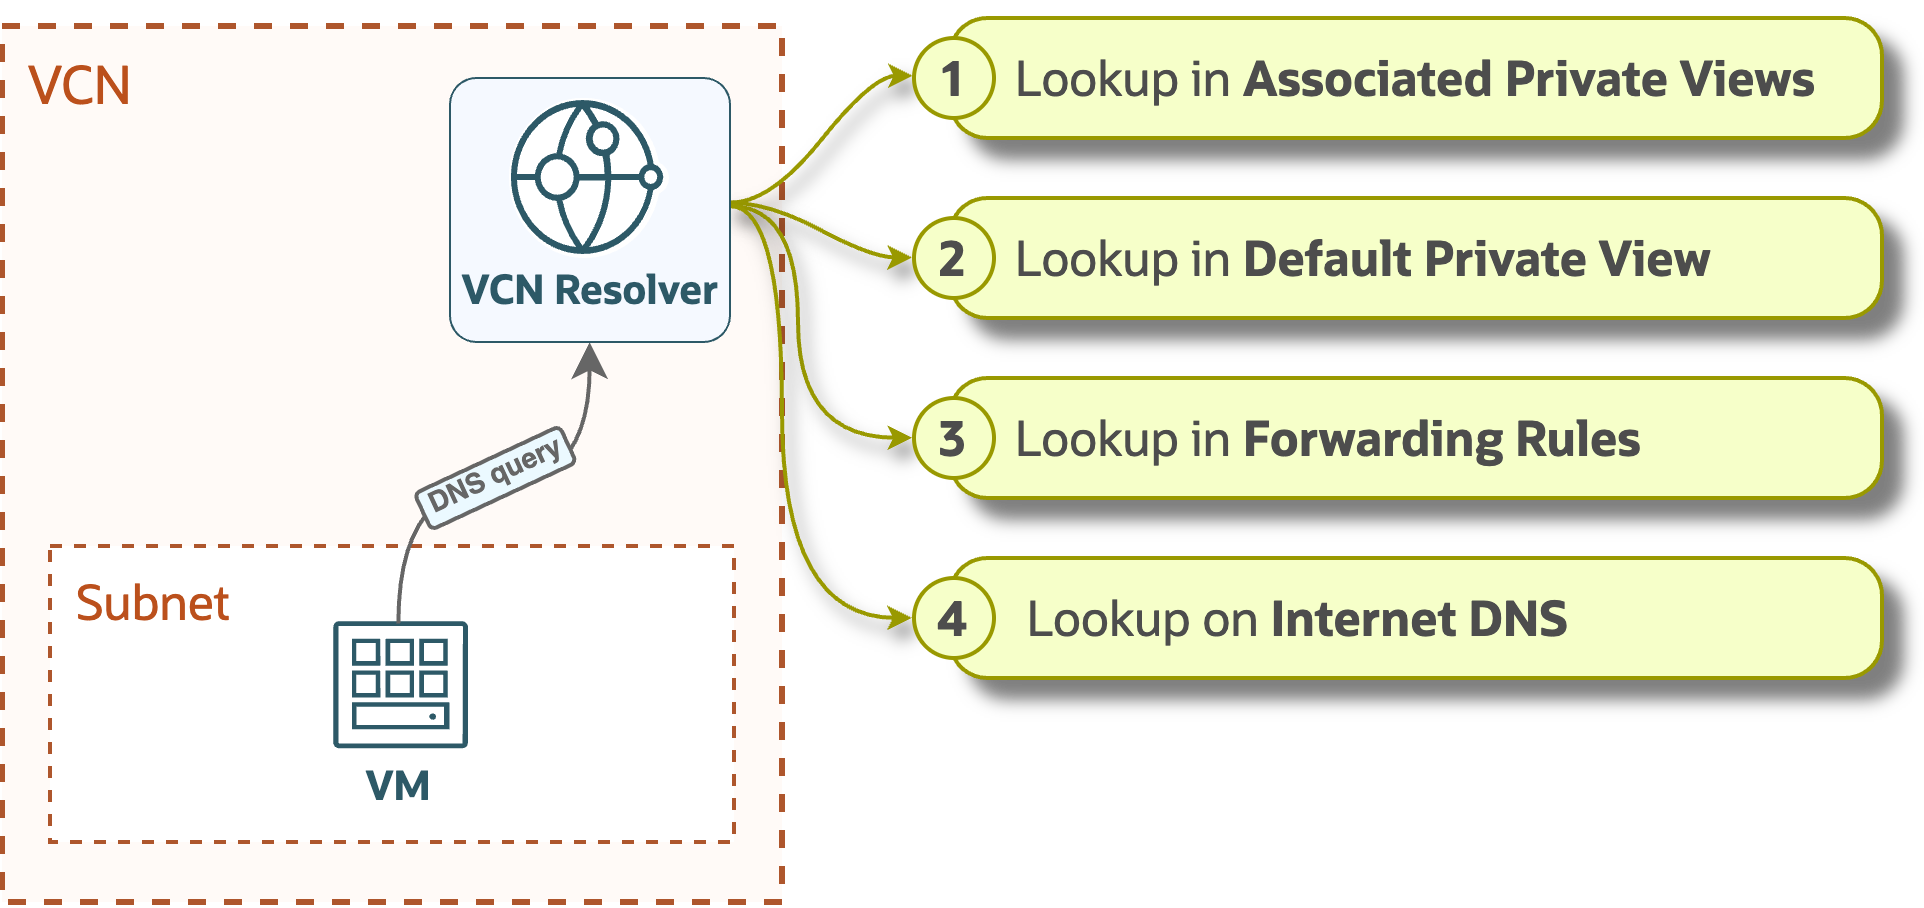 VCN
VCN Resolver
DNS query
Subnet
VM
1 Lookup in Associated Private Views
2 Lookup in Default Private View
3 Lookup in Forwarding Rules
4 Lookup on Internet DNS